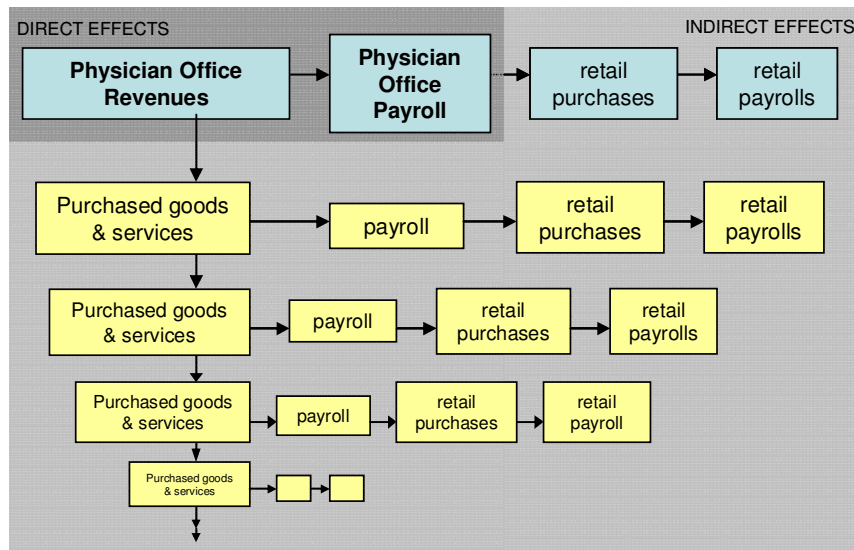 DIRECT EFFECTS
INDIRECT EFFECTS
Physician Office
Revenues
Physician
Office
Payroll
retail
purchases
retail
payrolls
Purchased goods
& services
payroll
retail
purchases
retail
payrolls
Purchased goods
& services
payroll
retail
purchases
retail
payrolls
Purchased goods
& services
payroll
retail
purchases
retail
payroll
Purchased goods
& services